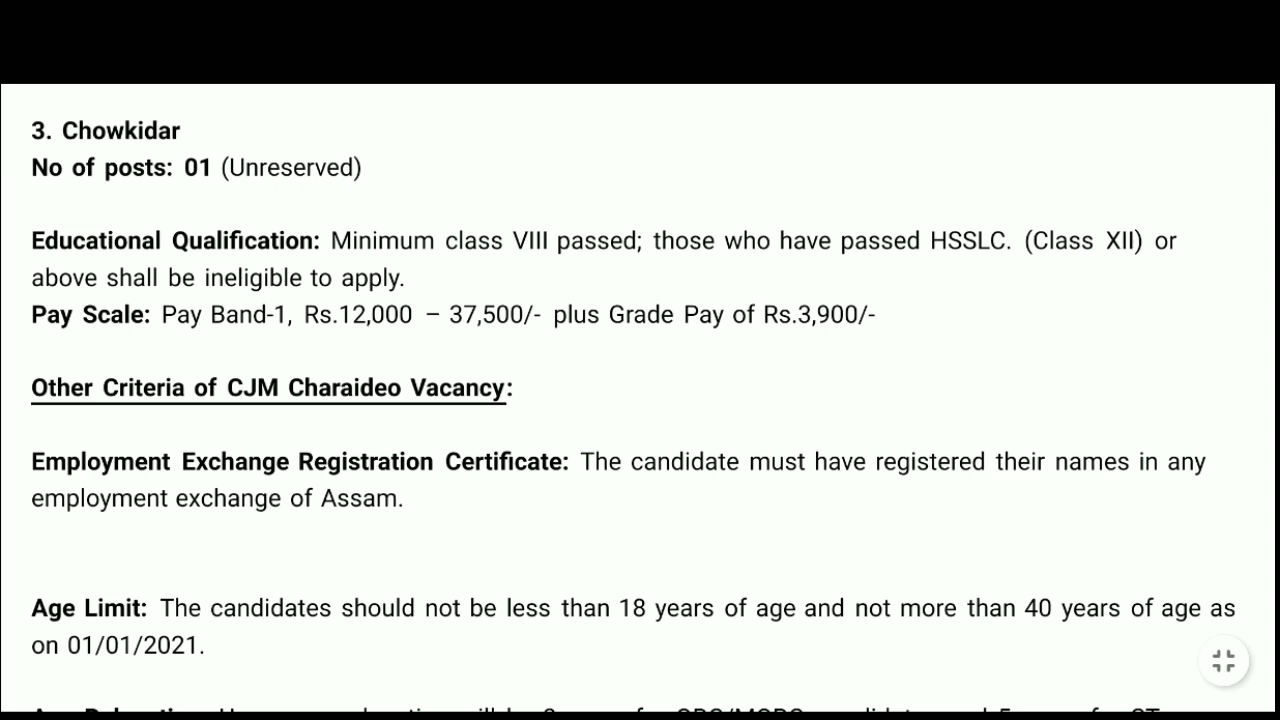 3. Chowkidar
No of posts: 01 (Unreserved)
Educational Qualification: Minimum class VIII passed; those who have passed HSSLC. (Class XII) or
above shall be ineligible to apply.
Pay Scale: Pay Band-1, Rs.12,000 – 37,500/- plus Grade Pay of Rs.3,900/-
Other Criteria of CJM Charaideo Vacancy:
Employment Exchange Registration Certificate: The candidate must have registered their names in any
employment exchange of Assam.
Age Limit: The candidates should not be less than 18 years of age and not more than 40 years of age as
on 01/01/2021.